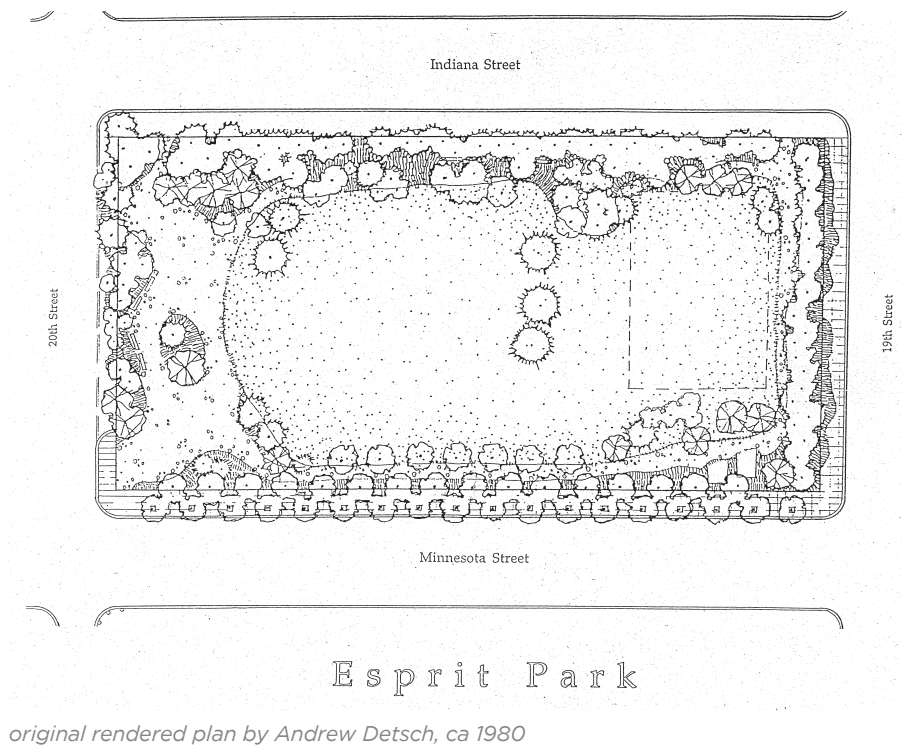 Indiana Street
20th Street
19th Street
Minnesota Street
Esprit Park
original rendered plan by Andrew Detsch, ca 1980